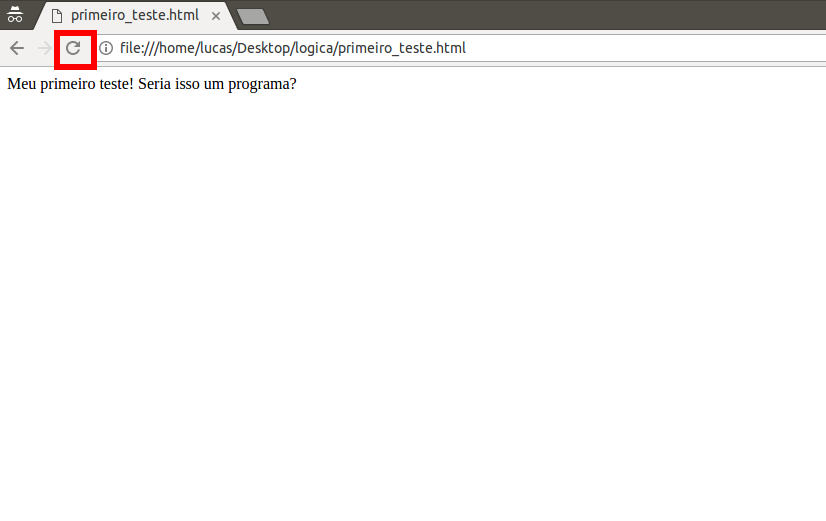 primeiro_teste.html
file:///home/lucas/Desktop/logica/primeiro_teste.html
Meu primeiro teste! Seria isso um programa?